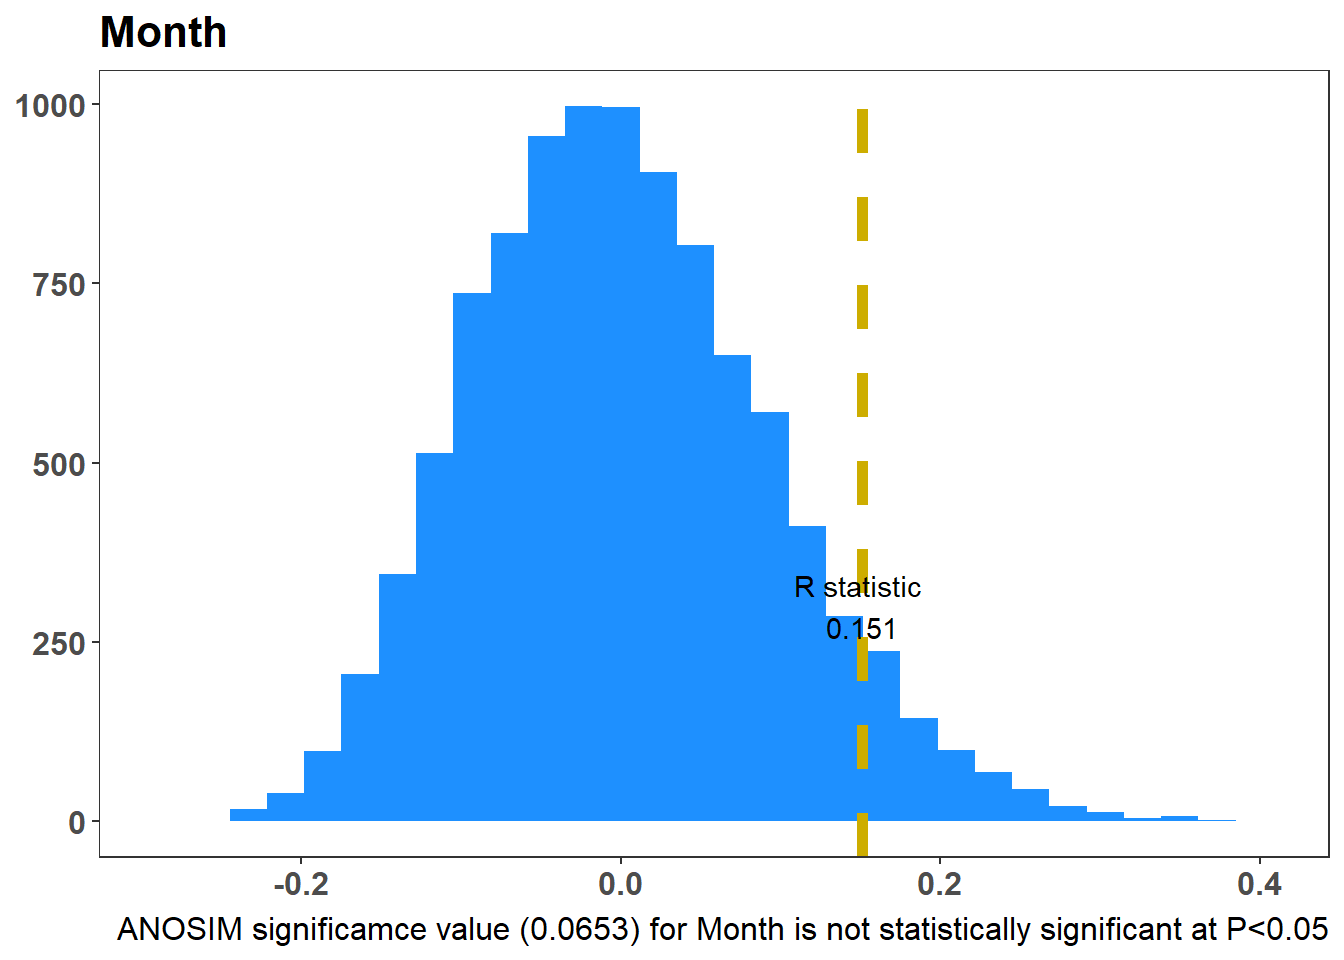 Month
1000
750
500
250
0
R statistic
0.151
-0.2 0.0 0.2 0.4
ANOSIM significamce value (0.0653) for Month is not statistically significant at P<0.05